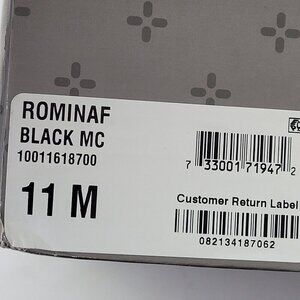 ROMINAF
BLACK MC
10011618700
11 M
7 33001 71947 2
Customer Return Label
082134187062